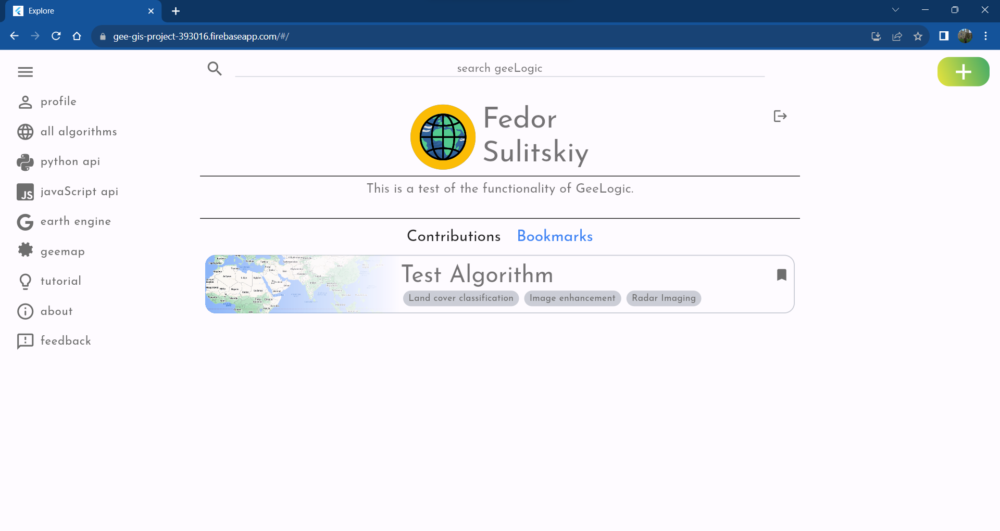 Explore
gee-gis-project-393016.firebaseapp.com/#/
search geeLogic
profile
all algorithms
python api
JS
javaScript api
earth engine
geemap
tutorial
about
feedback
Fedor
Sulitskiy
This is a test of the functionality of GeeLogic.
Contributions Bookmarks
Test Algorithm
Land cover classification Image enhancement Radar Imaging